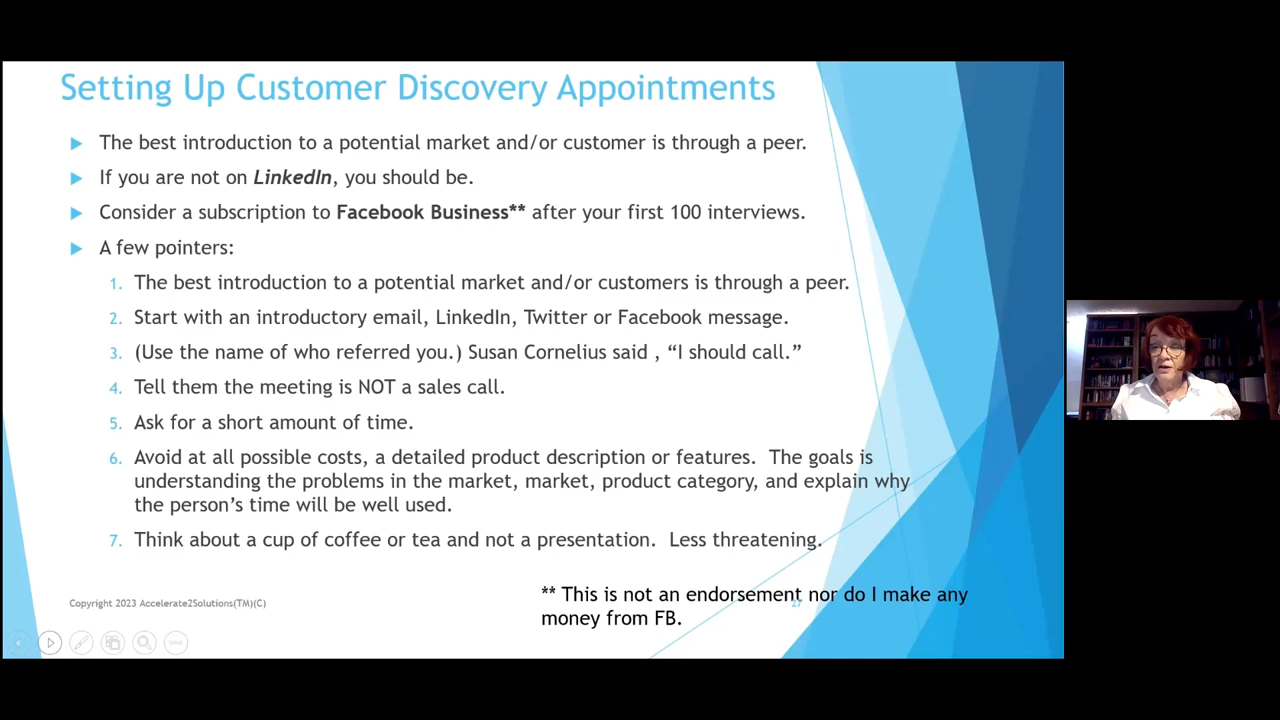 Setting Up Customer Discovery Appointments
The best introduction to a potential market and/or customer is through a peer.
If you are not on LinkedIn, you should be.
Consider a subscription to Facebook Business** after your first 100 interviews.
A few pointers:
1. The best introduction to a potential market and/or customers is through a peer.
2. Start with an introductory email, LinkedIn, Twitter or Facebook message.
3. (Use the name of who referred you.) Susan Cornelius said , “I should call.”
4. Tell them the meeting is NOT a sales call.
5. Ask for a short amount of time.
6. Avoid at all possible costs, a detailed product description or features.  The goals is
understanding the problems in the market, market, product category, and explain why
the person’s time will be well used.
7. Think about a cup of coffee or tea and not a presentation.  Less threatening.
** This is not an endorsement nor do I make any
money from FB.
Copyright 2023 Accelerate2Solutions(TM)(C)
27